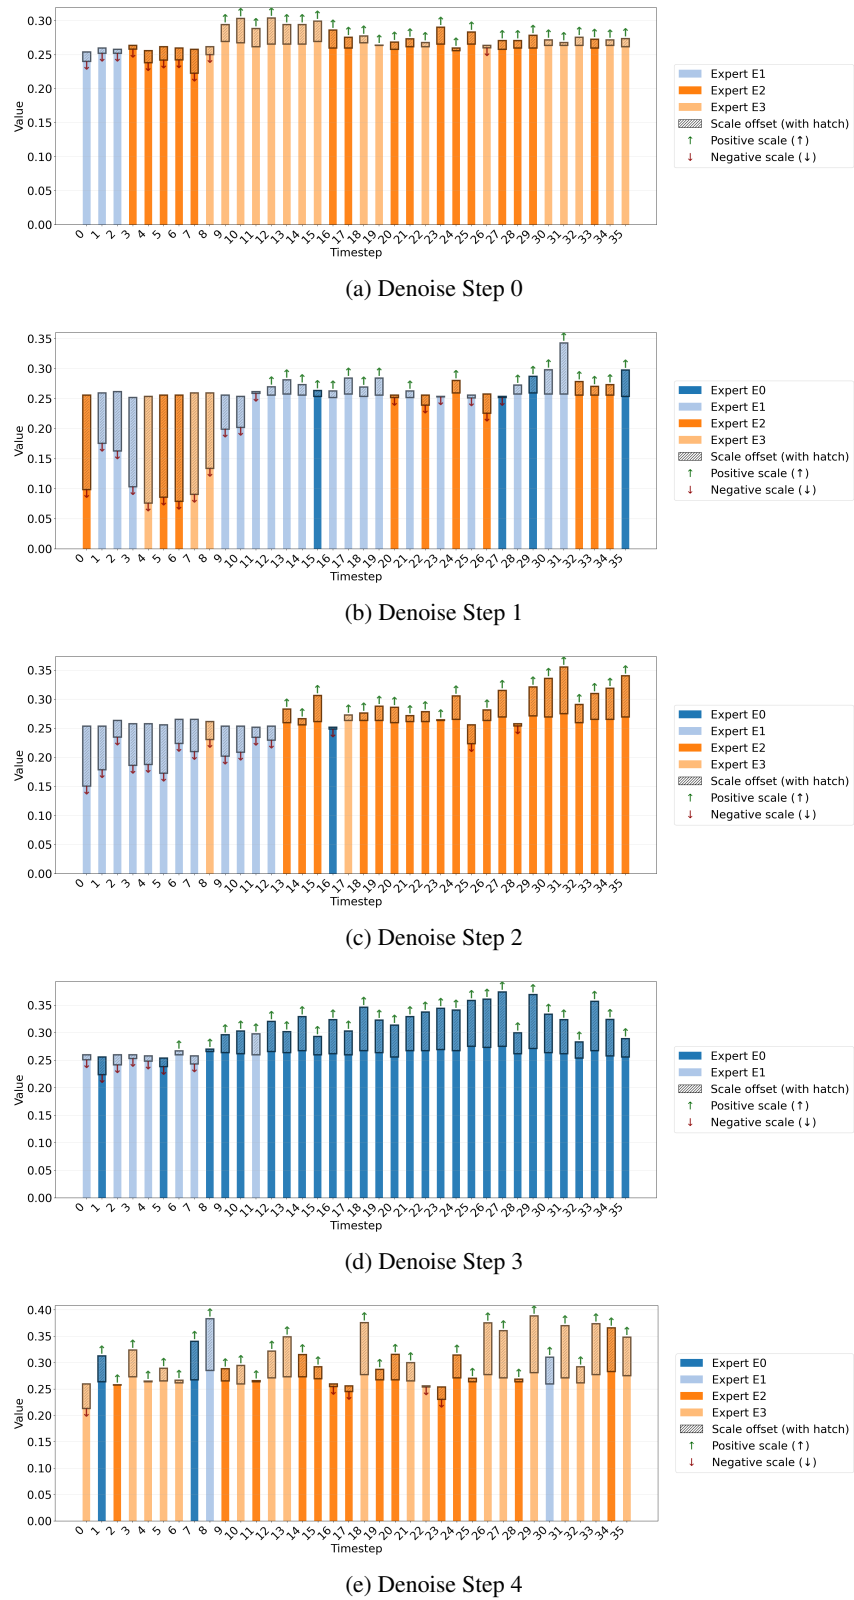 0.30
0.25
0.20
0.15
0.10
0.05
0.00
Value
0 1 2 3 4 5 6 7 8 9 10 11 12 13 14 15 16 17 18 19 20 21 22 23 24 25 26 27 28 29 30 31 32 33 34 35
Timestep
Expert E1
Expert E2
Expert E3
Scale offset (with hatch)
↑ Positive scale (↑)
↓ Negative scale (↓)
(a) Denoise Step 0
0.35
0.30
0.25
0.20
0.15
0.10
0.05
0.00
Value
0 1 2 3 4 5 6 7 8 9 10 11 12 13 14 15 16 17 18 19 20 21 22 23 24 25 26 27 28 29 30 31 32 33 34 35
Timestep
Expert E0
Expert E1
Expert E2
Expert E3
Scale offset (with hatch)
↑ Positive scale (↑)
↓ Negative scale (↓)
(b) Denoise Step 1
0.35
0.30
0.25
0.20
0.15
0.10
0.05
0.00
Value
0 1 2 3 4 5 6 7 8 9 10 11 12 13 14 15 16 17 18 19 20 21 22 23 24 25 26 27 28 29 30 31 32 33 34 35
Timestep
Expert E0
Expert E1
Expert E2
Expert E3
Scale offset (with hatch)
↑ Positive scale (↑)
↓ Negative scale (↓)
(c) Denoise Step 2
0.35
0.30
0.25
0.20
0.15
0.10
0.05
0.00
Value
0 1 2 3 4 5 6 7 8 9 10 11 12 13 14 15 16 17 18 19 20 21 22 23 24 25 26 27 28 29 30 31 32 33 34 35
Timestep
Expert E0
Expert E1
Scale offset (with hatch)
↑ Positive scale (↑)
↓ Negative scale (↓)
(d) Denoise Step 3
0.40
0.35
0.30
0.25
0.20
0.15
0.10
0.05
0.00
Value
0 1 2 3 4 5 6 7 8 9 10 11 12 13 14 15 16 17 18 19 20 21 22 23 24 25 26 27 28 29 30 31 32 33 34 35
Timestep
Expert E0
Expert E1
Expert E2
Expert E3
Scale offset (with hatch)
↑ Positive scale (↑)
↓ Negative scale (↓)
(e) Denoise Step 4